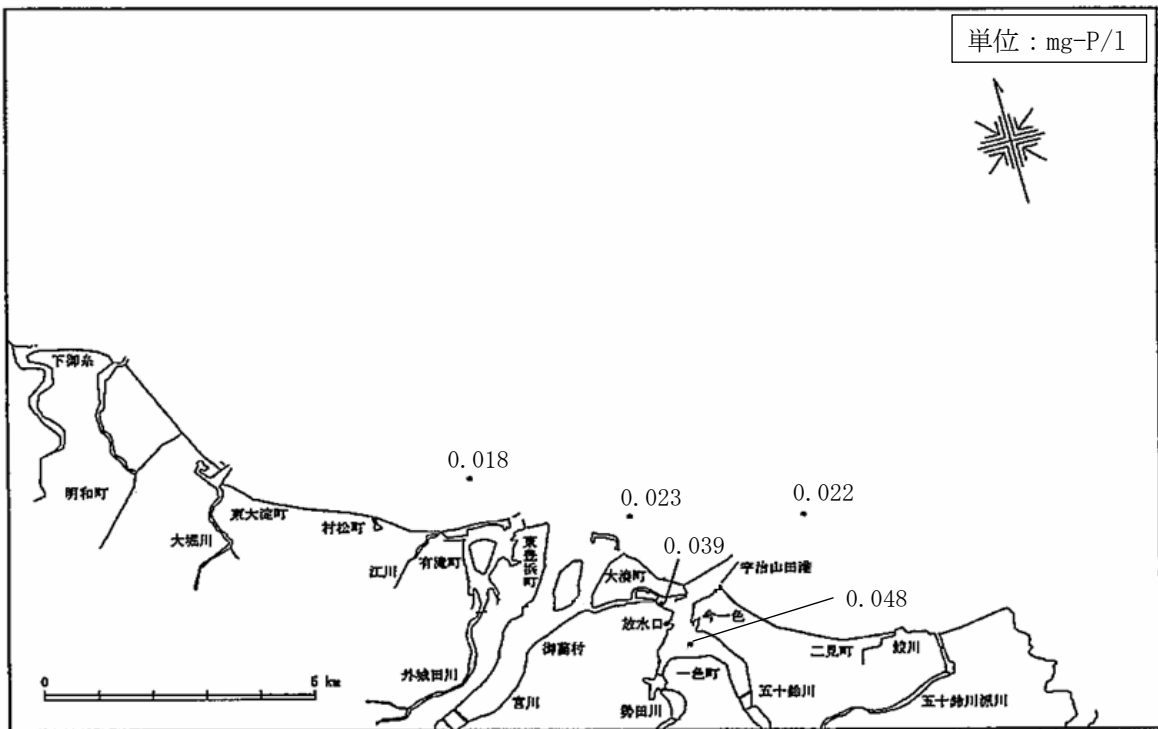 単位：mg-P/l
下御糸
0.018
0.023
0.022
明和町
東大淀町
村松町
大堀川
江川
有滝町
東豊浜町
大湊町
0.039
宇治山田港
0.048
放水口
今一色
御薗村
二見町
鮫川
0
5 km
外城田川
宮川
一色町
勢田川
五十鈴川
五十鈴川派川